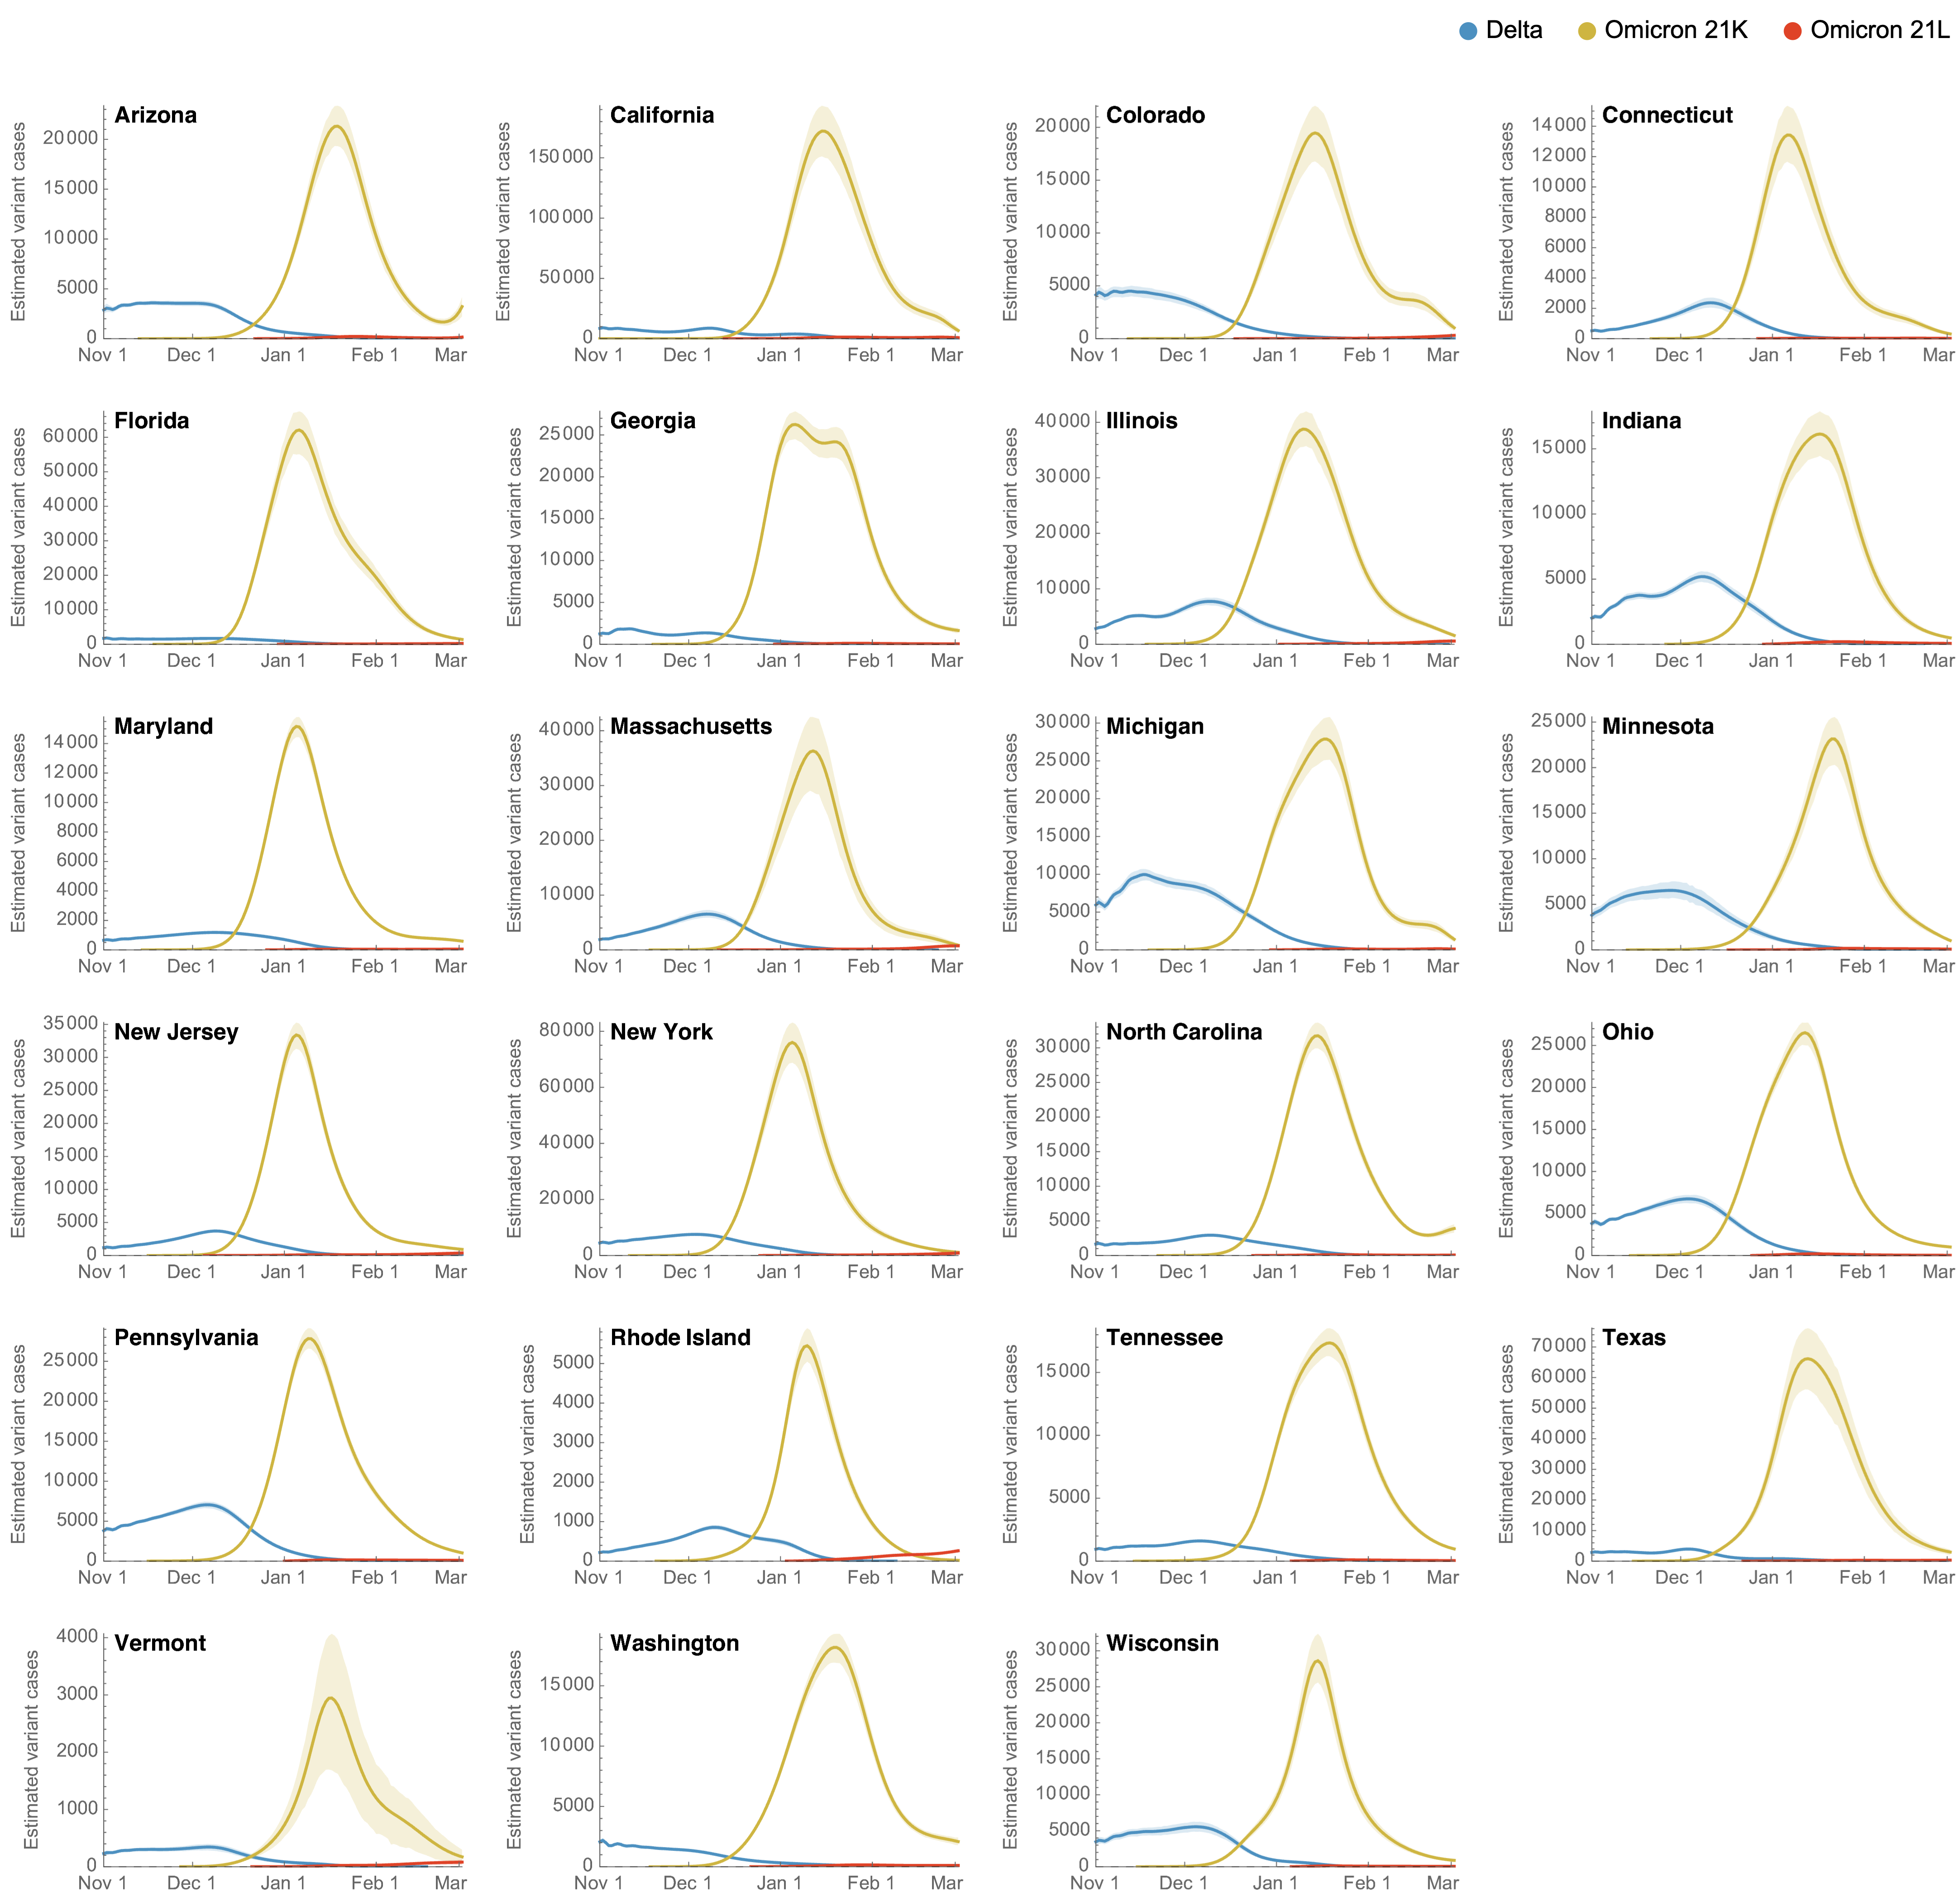 Delta Omicron 21K Omicron 21L
Arizona
Estimated variant cases
20000
15000
10000
5000
0
Nov 1 Dec 1 Jan 1 Feb 1 Mar
California
Estimated variant cases
150000
100000
50000
0
Nov 1 Dec 1 Jan 1 Feb 1 Mar
Colorado
Estimated variant cases
20000
15000
10000
5000
0
Nov 1 Dec 1 Jan 1 Feb 1 Mar
Connecticut
Estimated variant cases
14000
12000
10000
8000
6000
4000
2000
0
Nov 1 Dec 1 Jan 1 Feb 1 Mar
Florida
Estimated variant cases
60000
50000
40000
30000
20000
10000
0
Nov 1 Dec 1 Jan 1 Feb 1 Mar
Georgia
Estimated variant cases
25000
20000
15000
10000
5000
0
Nov 1 Dec 1 Jan 1 Feb 1 Mar
Illinois
Estimated variant cases
40000
30000
20000
10000
0
Nov 1 Dec 1 Jan 1 Feb 1 Mar
Indiana
Estimated variant cases
15000
10000
5000
0
Nov 1 Dec 1 Jan 1 Feb 1 Mar
Maryland
Estimated variant cases
14000
12000
10000
8000
6000
4000
2000
0
Nov 1 Dec 1 Jan 1 Feb 1 Mar
Massachusetts
Estimated variant cases
40000
30000
20000
10000
0
Nov 1 Dec 1 Jan 1 Feb 1 Mar
Michigan
Estimated variant cases
30000
25000
20000
15000
10000
5000
0
Nov 1 Dec 1 Jan 1 Feb 1 Mar
Minnesota
Estimated variant cases
25000
20000
15000
10000
5000
0
Nov 1 Dec 1 Jan 1 Feb 1 Mar
New Jersey
Estimated variant cases
35000
30000
25000
20000
15000
10000
5000
0
Nov 1 Dec 1 Jan 1 Feb 1 Mar
New York
Estimated variant cases
80000
60000
40000
20000
0
Nov 1 Dec 1 Jan 1 Feb 1 Mar
North Carolina
Estimated variant cases
30000
25000
20000
15000
10000
5000
0
Nov 1 Dec 1 Jan 1 Feb 1 Mar
Ohio
Estimated variant cases
25000
20000
15000
10000
5000
0
Nov 1 Dec 1 Jan 1 Feb 1 Mar
Pennsylvania
Estimated variant cases
25000
20000
15000
10000
5000
0
Nov 1 Dec 1 Jan 1 Feb 1 Mar
Rhode Island
Estimated variant cases
5000
4000
3000
2000
1000
0
Nov 1 Dec 1 Jan 1 Feb 1 Mar
Tennessee
Estimated variant cases
15000
10000
5000
0
Nov 1 Dec 1 Jan 1 Feb 1 Mar
Texas
Estimated variant cases
70000
60000
50000
40000
30000
20000
10000
0
Nov 1 Dec 1 Jan 1 Feb 1 Mar
Vermont
Estimated variant cases
4000
3000
2000
1000
0
Nov 1 Dec 1 Jan 1 Feb 1 Mar
Washington
Estimated variant cases
15000
10000
5000
0
Nov 1 Dec 1 Jan 1 Feb 1 Mar
Wisconsin
Estimated variant cases
30000
25000
20000
15000
10000
5000
0
Nov 1 Dec 1 Jan 1 Feb 1 Mar